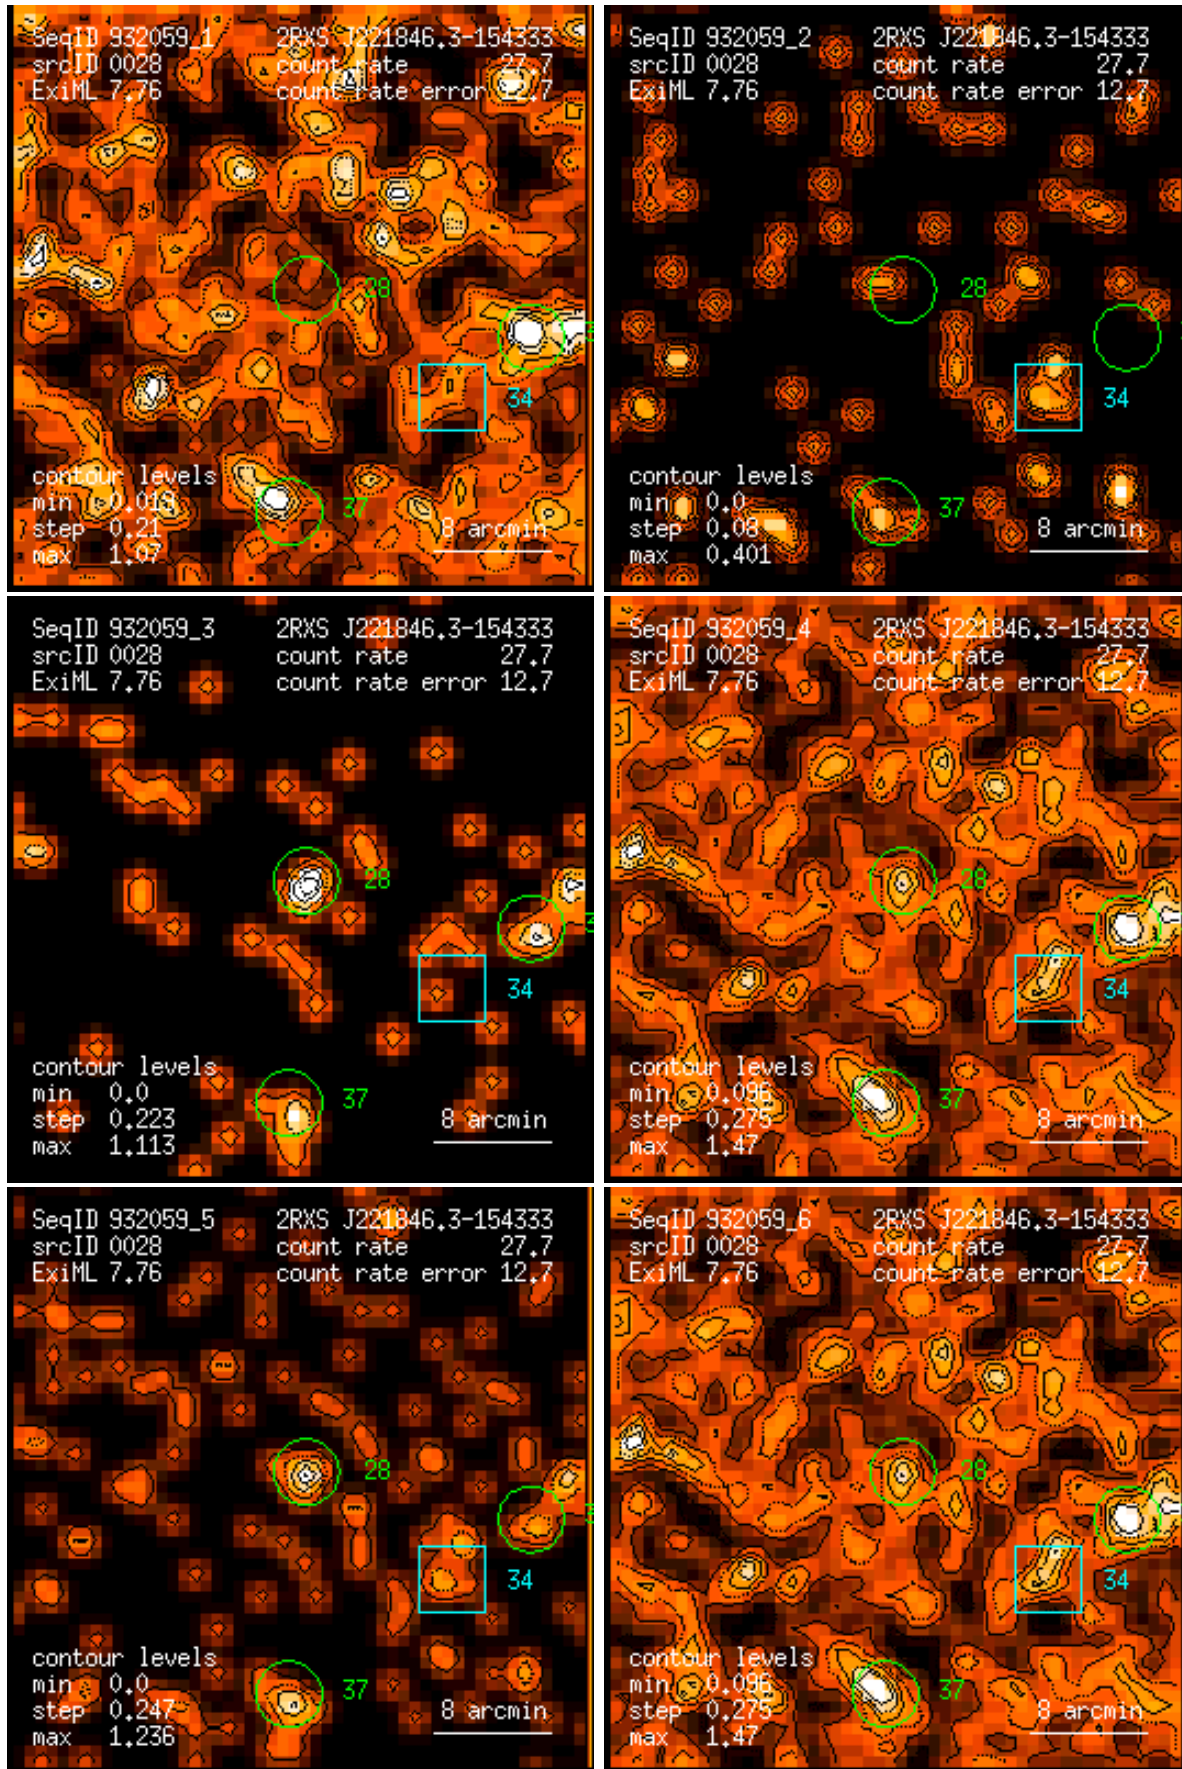 SeqID 932059_1 2RXS J221846.3-154333
srcID 0028 count rate 27.7
ExiML 7.76 count rate error 12.7
28
34
contour levels
min 0.019
37
step 0.21
8 arcmin
max 1.07
SeqID 932059_2 2RXS J221846.3-154333
srcID 0028 count rate 27.7
ExiML 7.76 count rate error 12.7
28
34
contour levels
min 0.0
37
step 0.08
8 arcmin
max 0.401
SeqID 932059_3 2RXS J221846.3-154333
srcID 0028 count rate 27.7
ExiML 7.76 count rate error 12.7
28
34
contour levels
min 0.0
37
step 0.223
8 arcmin
max 1.113
SeqID 932059_4 2RXS J221846.3-154333
srcID 0028 count rate 27.7
ExiML 7.76 count rate error 12.7
28
34
contour levels
min 0.096
37
step 0.275
8 arcmin
max 1.47
SeqID 932059_5 2RXS J221846.3-154333
srcID 0028 count rate 27.7
ExiML 7.76 count rate error 12.7
28
34
contour levels
min 0.0
37
step 0.247
8 arcmin
max 1.236
SeqID 932059_6 2RXS J221846.3-154333
srcID 0028 count rate 27.7
ExiML 7.76 count rate error 12.7
28
34
contour levels
min 0.096
37
step 0.275
8 arcmin
max 1.47